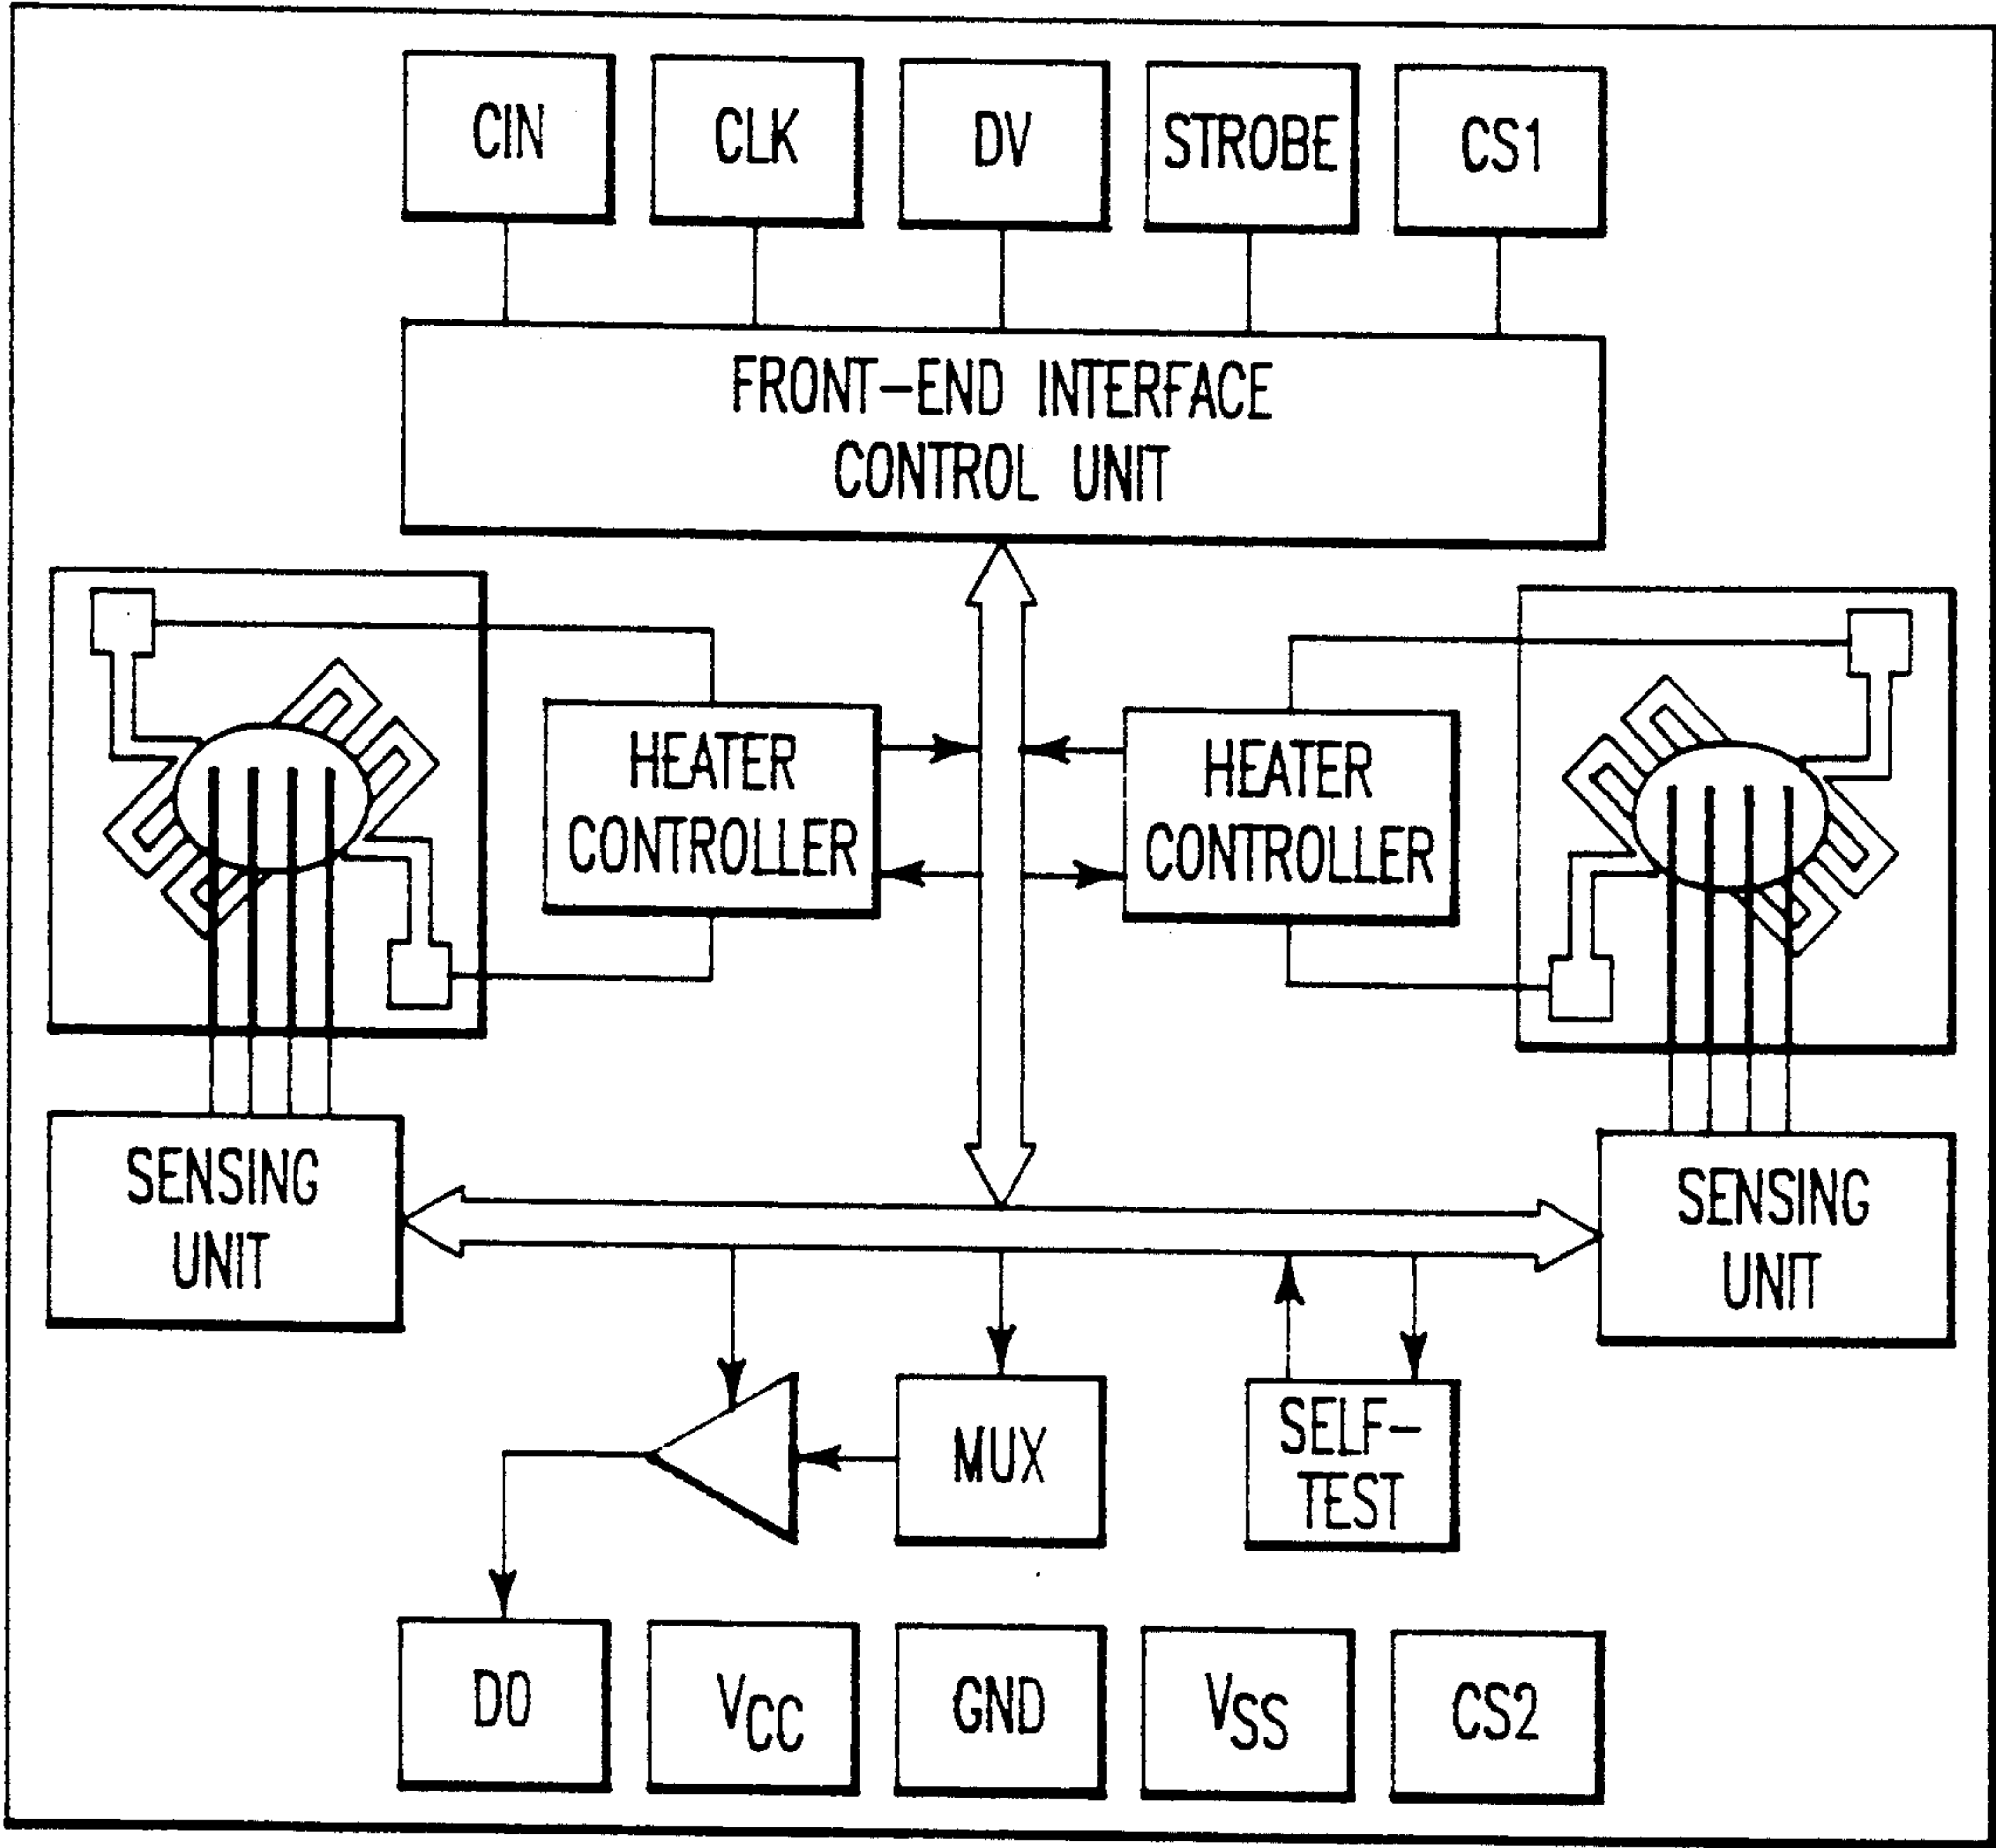 CIN
CLK
DV
STROBE
CS1
FRONT-END INTERFACE
CONTROL UNIT
HEATER
CONTROLLER
HEATER
CONTROLLER
SENSING
UNIT
SENSING
UNIT
MUX
SELF-
TEST
DO
VCC
GND
VSS
CS2